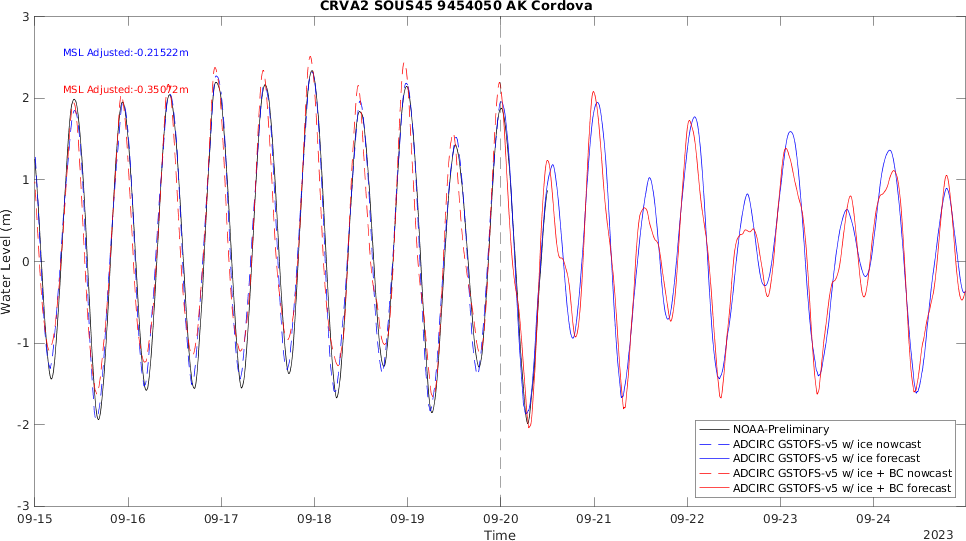 CRVA2 SOUS45 9454050 AK Cordova
3
2
1
0
-1
-2
-3
Water Level (m)
MSL Adjusted:-0.21522m
MSL Adjusted:-0.35072m
NOAA-Preliminary
ADCIRC GSTOFS-v5 w/ ice nowcast
ADCIRC GSTOFS-v5 w/ ice forecast
ADCIRC GSTOFS-v5 w/ ice + BC nowcast
ADCIRC GSTOFS-v5 w/ ice + BC forecast
09-15 09-16 09-17 09-18 09-19 09-20 09-21 09-22 09-23 09-24
Time
2023